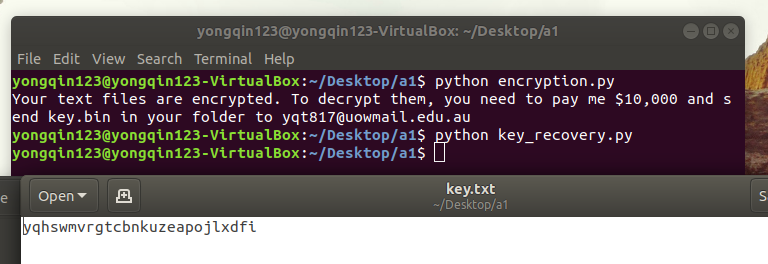 yongqin123@yongqin123-VirtualBox: ~/Desktop/a1
File Edit View Search Terminal Help
yongqin123@yongqin123-VirtualBox:~/Desktop/a1$ python encryption.py
Your text files are encrypted. To decrypt them, you need to pay me $10,000 and s
end key.bin in your folder to yqt817@uowmail.edu.au
yongqin123@yongqin123-VirtualBox:~/Desktop/a1$ python key_recovery.py
yongqin123@yongqin123-VirtualBox:~/Desktop/a1$
e Open key.txt S
~/Desktop/a1
yqhswmvrgtcbnkuzeapojlxdfi